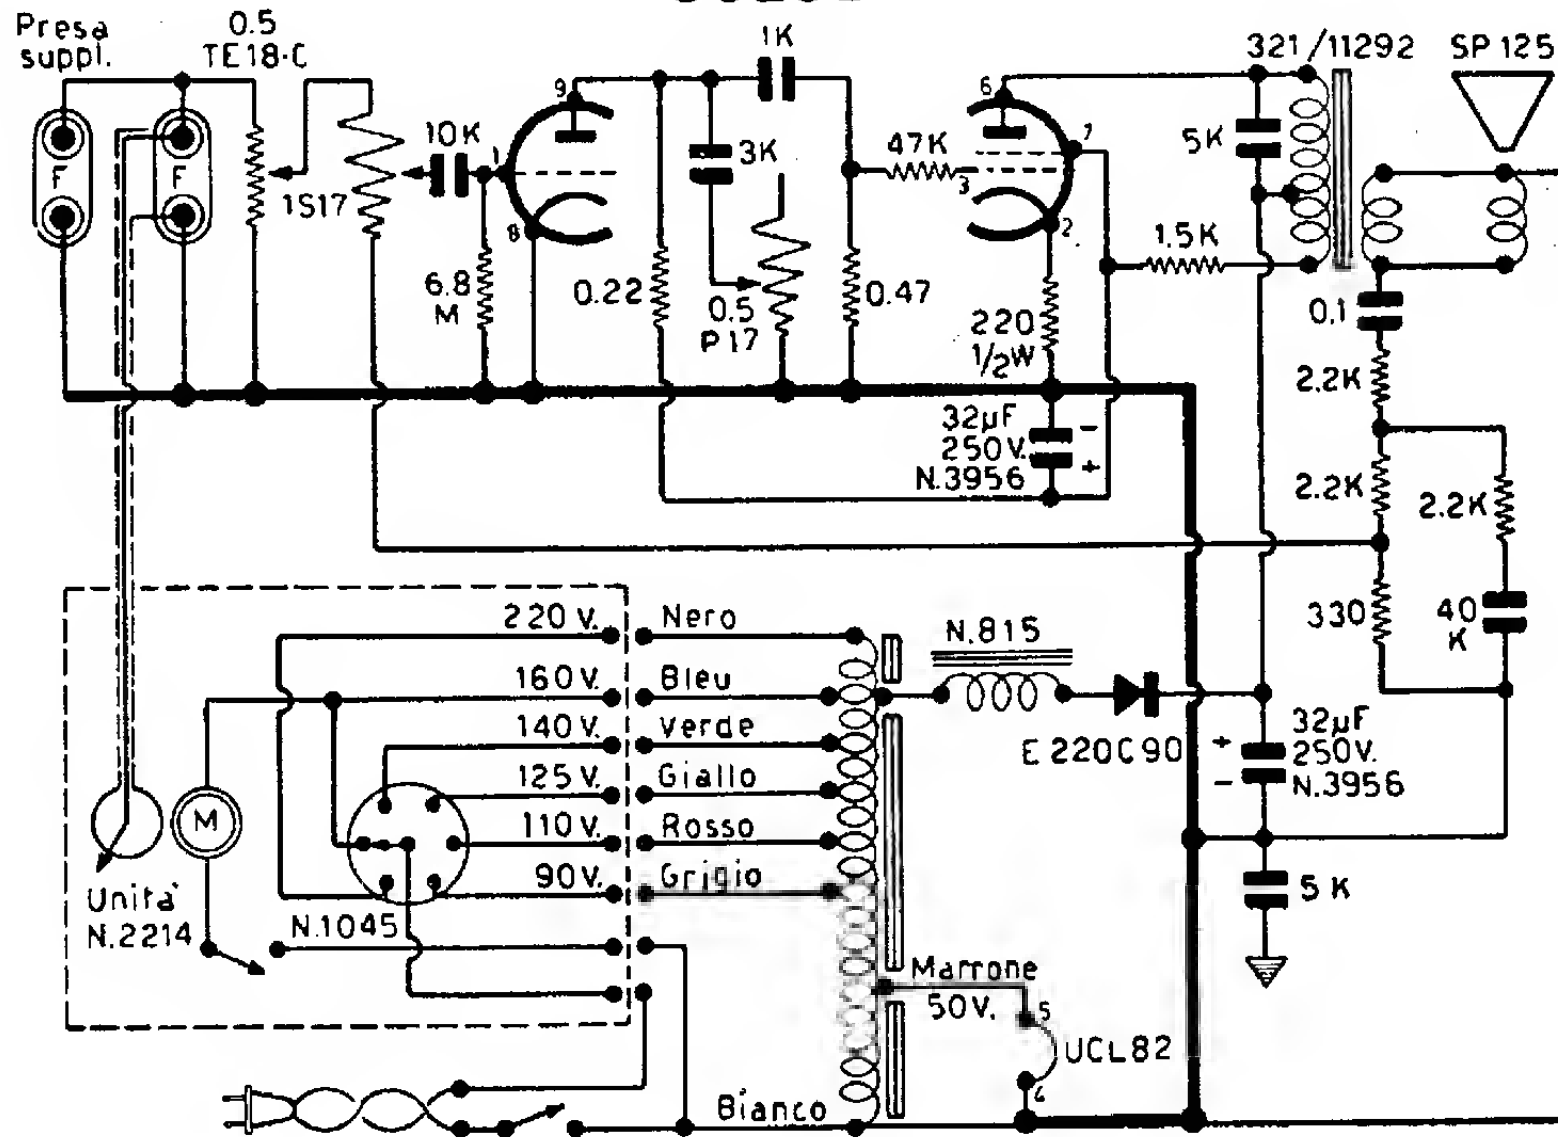 Presa
suppl.
0.5
TE18-C
1K
321/11292
SP 125
F
F
1S17
10K
1
9
8
3K
47K
3
6
7
2
5K
1.5K
6.8
M
0.22
0.5
P17
0.47
220
1/2W
0.1
2.2K
32µF
250V.
N.3956
-
+
2.2K
2.2K
330
40
K
220 V.
Nero
160 V.
Bleu
140 V.
Verde
125 V.
Giallo
110 V.
Rosso
90 V.
Grigio
N.815
E 220C90
+
-
32µF
250V.
N.3956
M
Unita'
N.2214
N.1045
5 K
Marrone
50V.
5
UCL82
4
Bianco